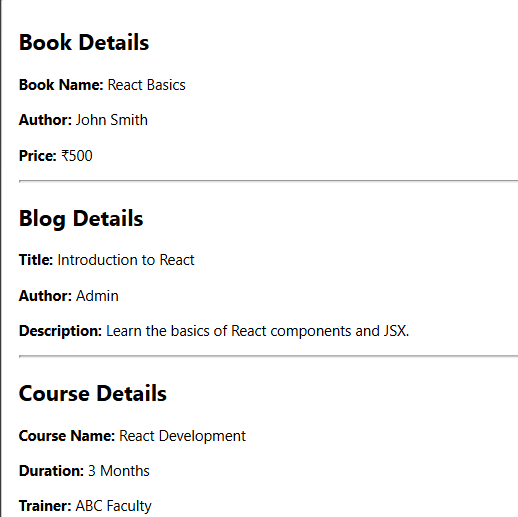 Book Details
Book Name: React Basics
Author: John Smith
Price: ₹500
Blog Details
Title: Introduction to React
Author: Admin
Description: Learn the basics of React components and JSX.
Course Details
Course Name: React Development
Duration: 3 Months
Trainer: ABC Faculty